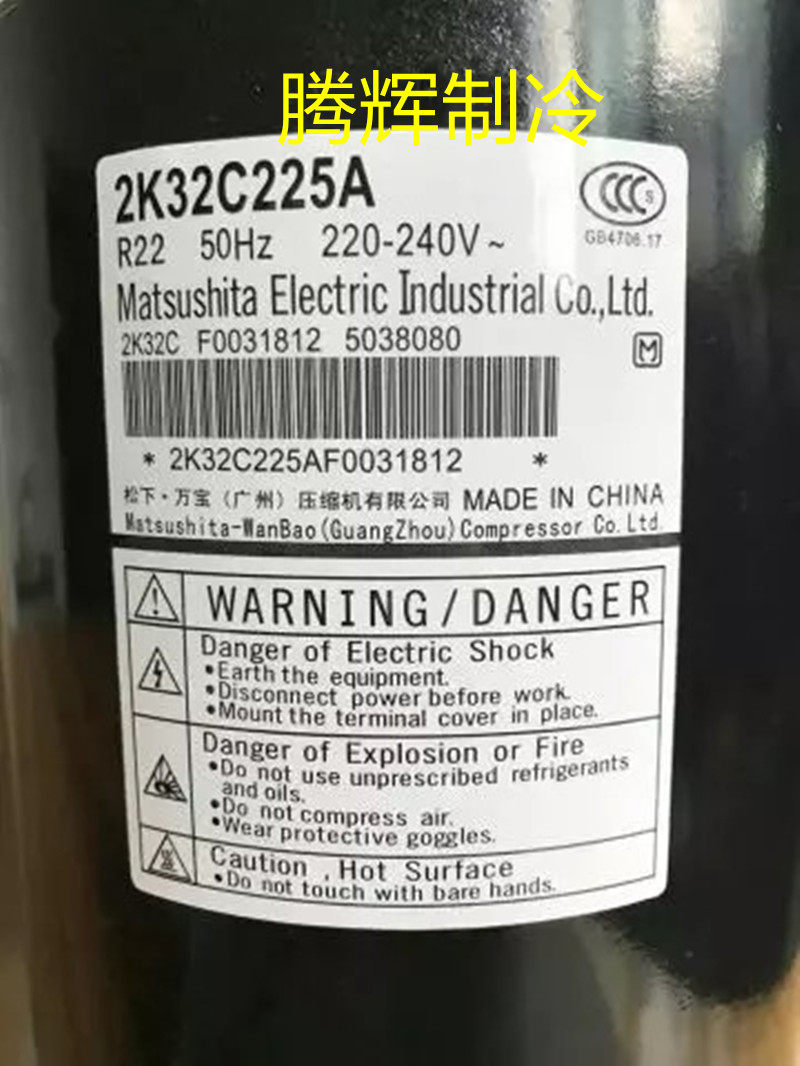 腾辉制冷
2K32C225A
CCC S
R22 50Hz 220-240V~
GB4706.17
Matsushita Electric Industrial Co.,Ltd.
2K32C F0031812 5038080
M
* 2K32C225AF0031812 *
松下·万宝（广州）压缩机有限公司 MADE IN CHINA
Matsushita-WanBao(GuangZhou)Compressor Co.Ltd.
WARNING/DANGER
Danger of Electric Shock
•Earth the equipment.
•Disconnect power before work.
•Mount the terminal cover in place.
Danger of Explosion or Fire
•Do not use unprescribed refrigerants
and oils.
•Do not compress air.
•Wear protective goggles.
Caution , Hot Surface
•Do not touch with bare hands.